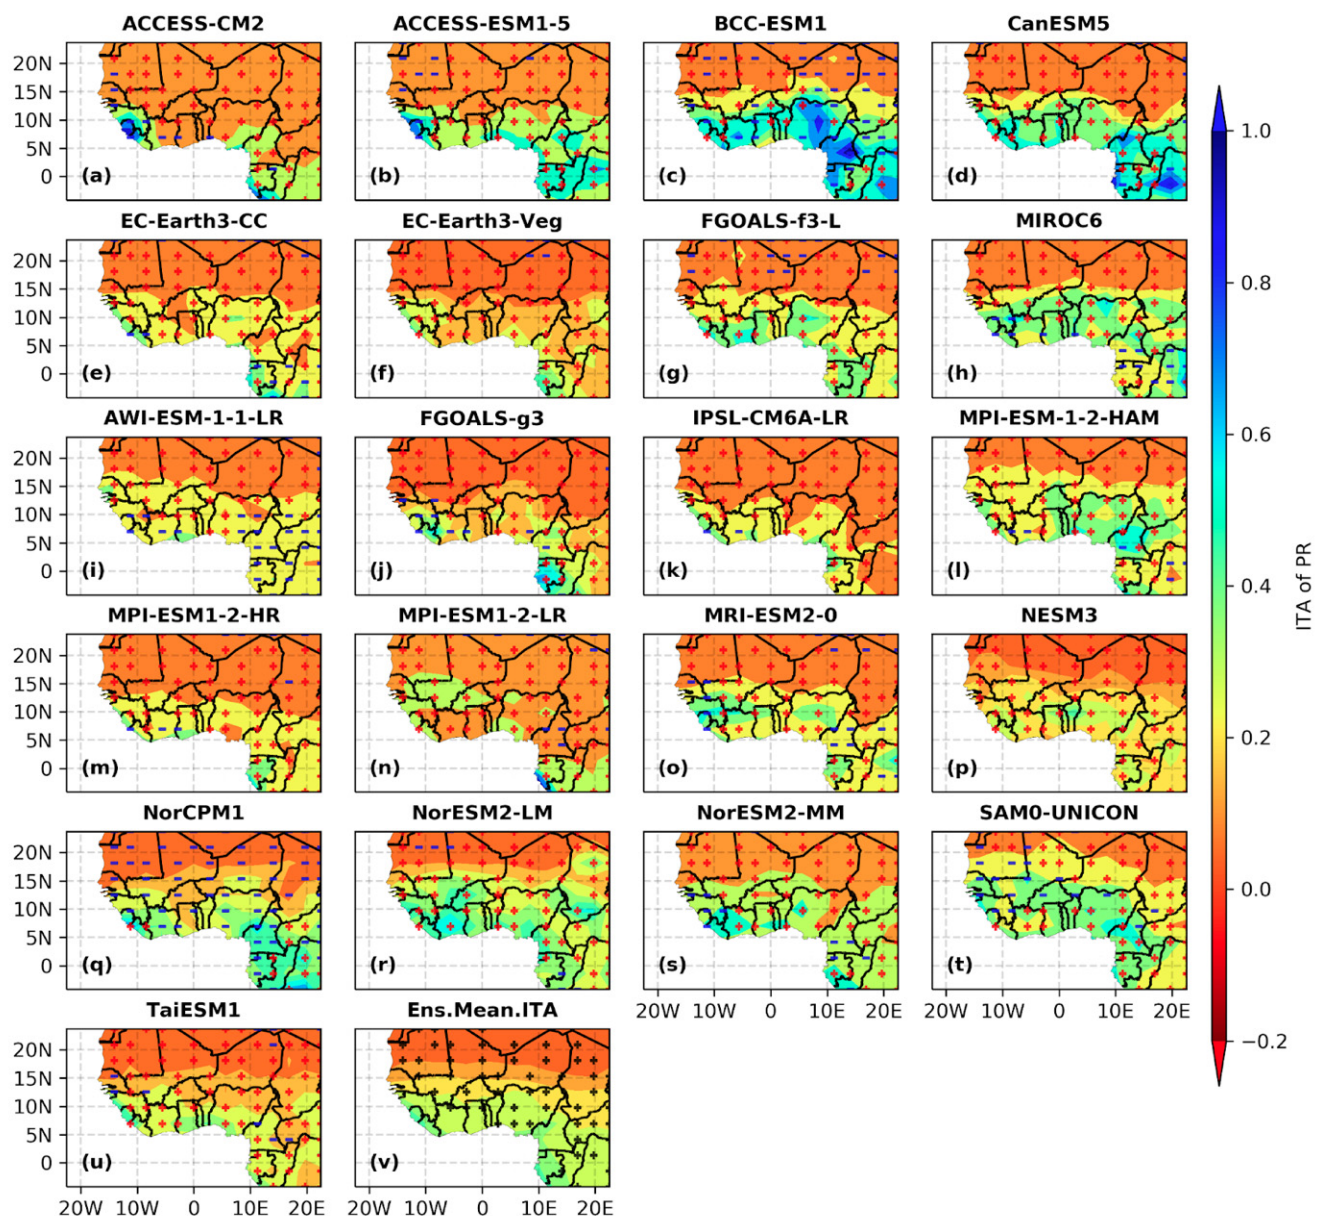 ACCESS-CM2 ACCESS-ESM1-5 BCC-ESM1 CanESM5
20N
15N
10N
5N
0
(a) (b) (c) (d)
EC-Earth3-CC EC-Earth3-Veg FGOALS-f3-L MIROC6
20N
15N
10N
5N
0
(e) (f) (g) (h)
AWI-ESM-1-1-LR FGOALS-g3 IPSL-CM6A-LR MPI-ESM-1-2-HAM
20N
15N
10N
5N
0
(i) (j) (k) (l)
MPI-ESM1-2-HR MPI-ESM1-2-LR MRI-ESM2-0 NESM3
20N
15N
10N
5N
0
(m) (n) (o) (p)
NorCPM1 NorESM2-LM NorESM2-MM SAM0-UNICON
20N
15N
10N
5N
0
(q) (r) (s) (t)
20W 10W 0 10E 20E 20W 10W 0 10E 20E
TaiESM1 Ens.Mean.ITA
20N
15N
10N
5N
0
(u) (v)
20W 10W 0 10E 20E 20W 10W 0 10E 20E
1.0
0.8
0.6
0.4
0.2
0.0
−0.2
ITA of PR